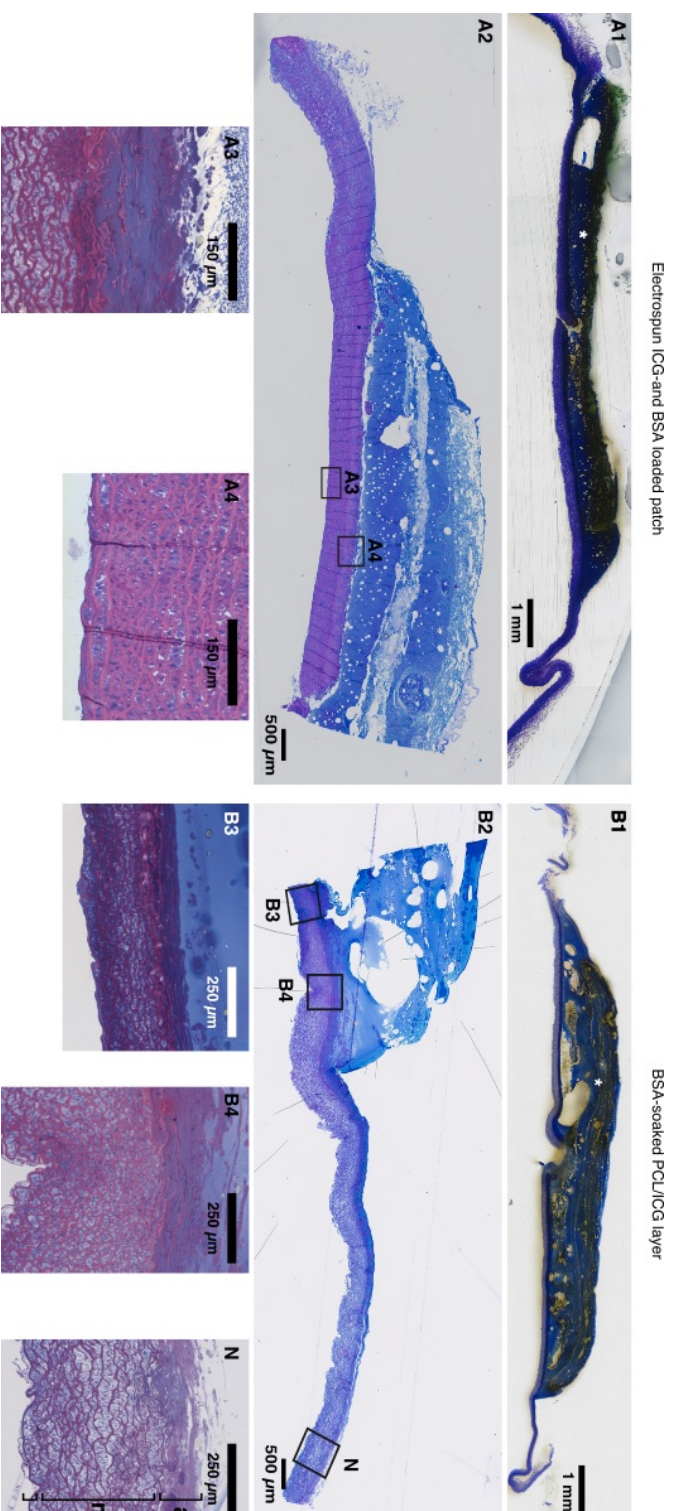 Electrospun ICG-and BSA loaded patch
BSA-soaked PCL/ICG layer
A1
*
1 mm
B1
*
1 mm
A2
A3
A4
500 µm
B2
B3
B4
N
500 µm
A3
150 µm
A4
150 µm
B3
250 µm
B4
250 µm
N
250 µm